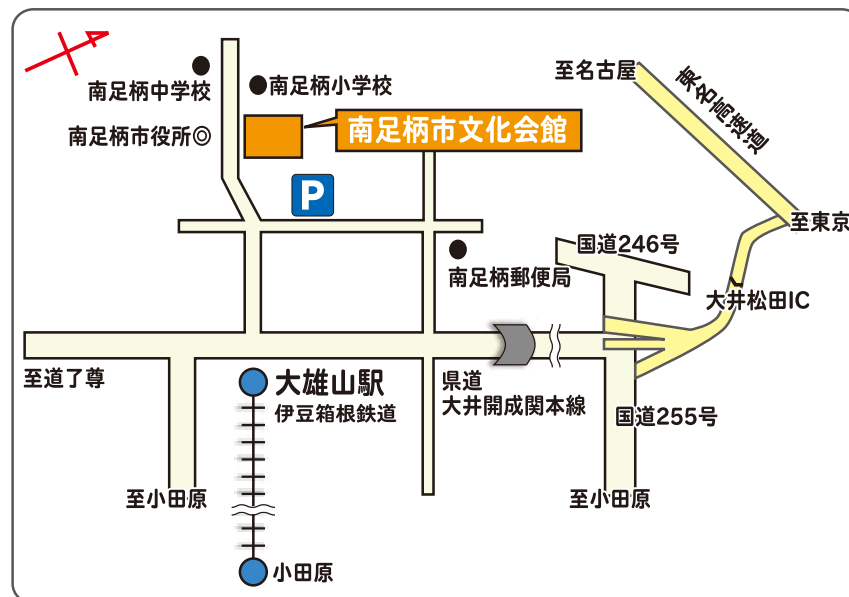 南足柄中学校
南足柄小学校
南足柄市役所
南足柄市文化会館
P
至名古屋
東名高速道
至東京
国道246号
南足柄郵便局
大井松田IC
至道了尊
大雄山駅
伊豆箱根鉄道
県道
大井開成関本線
国道255号
至小田原
至小田原
小田原